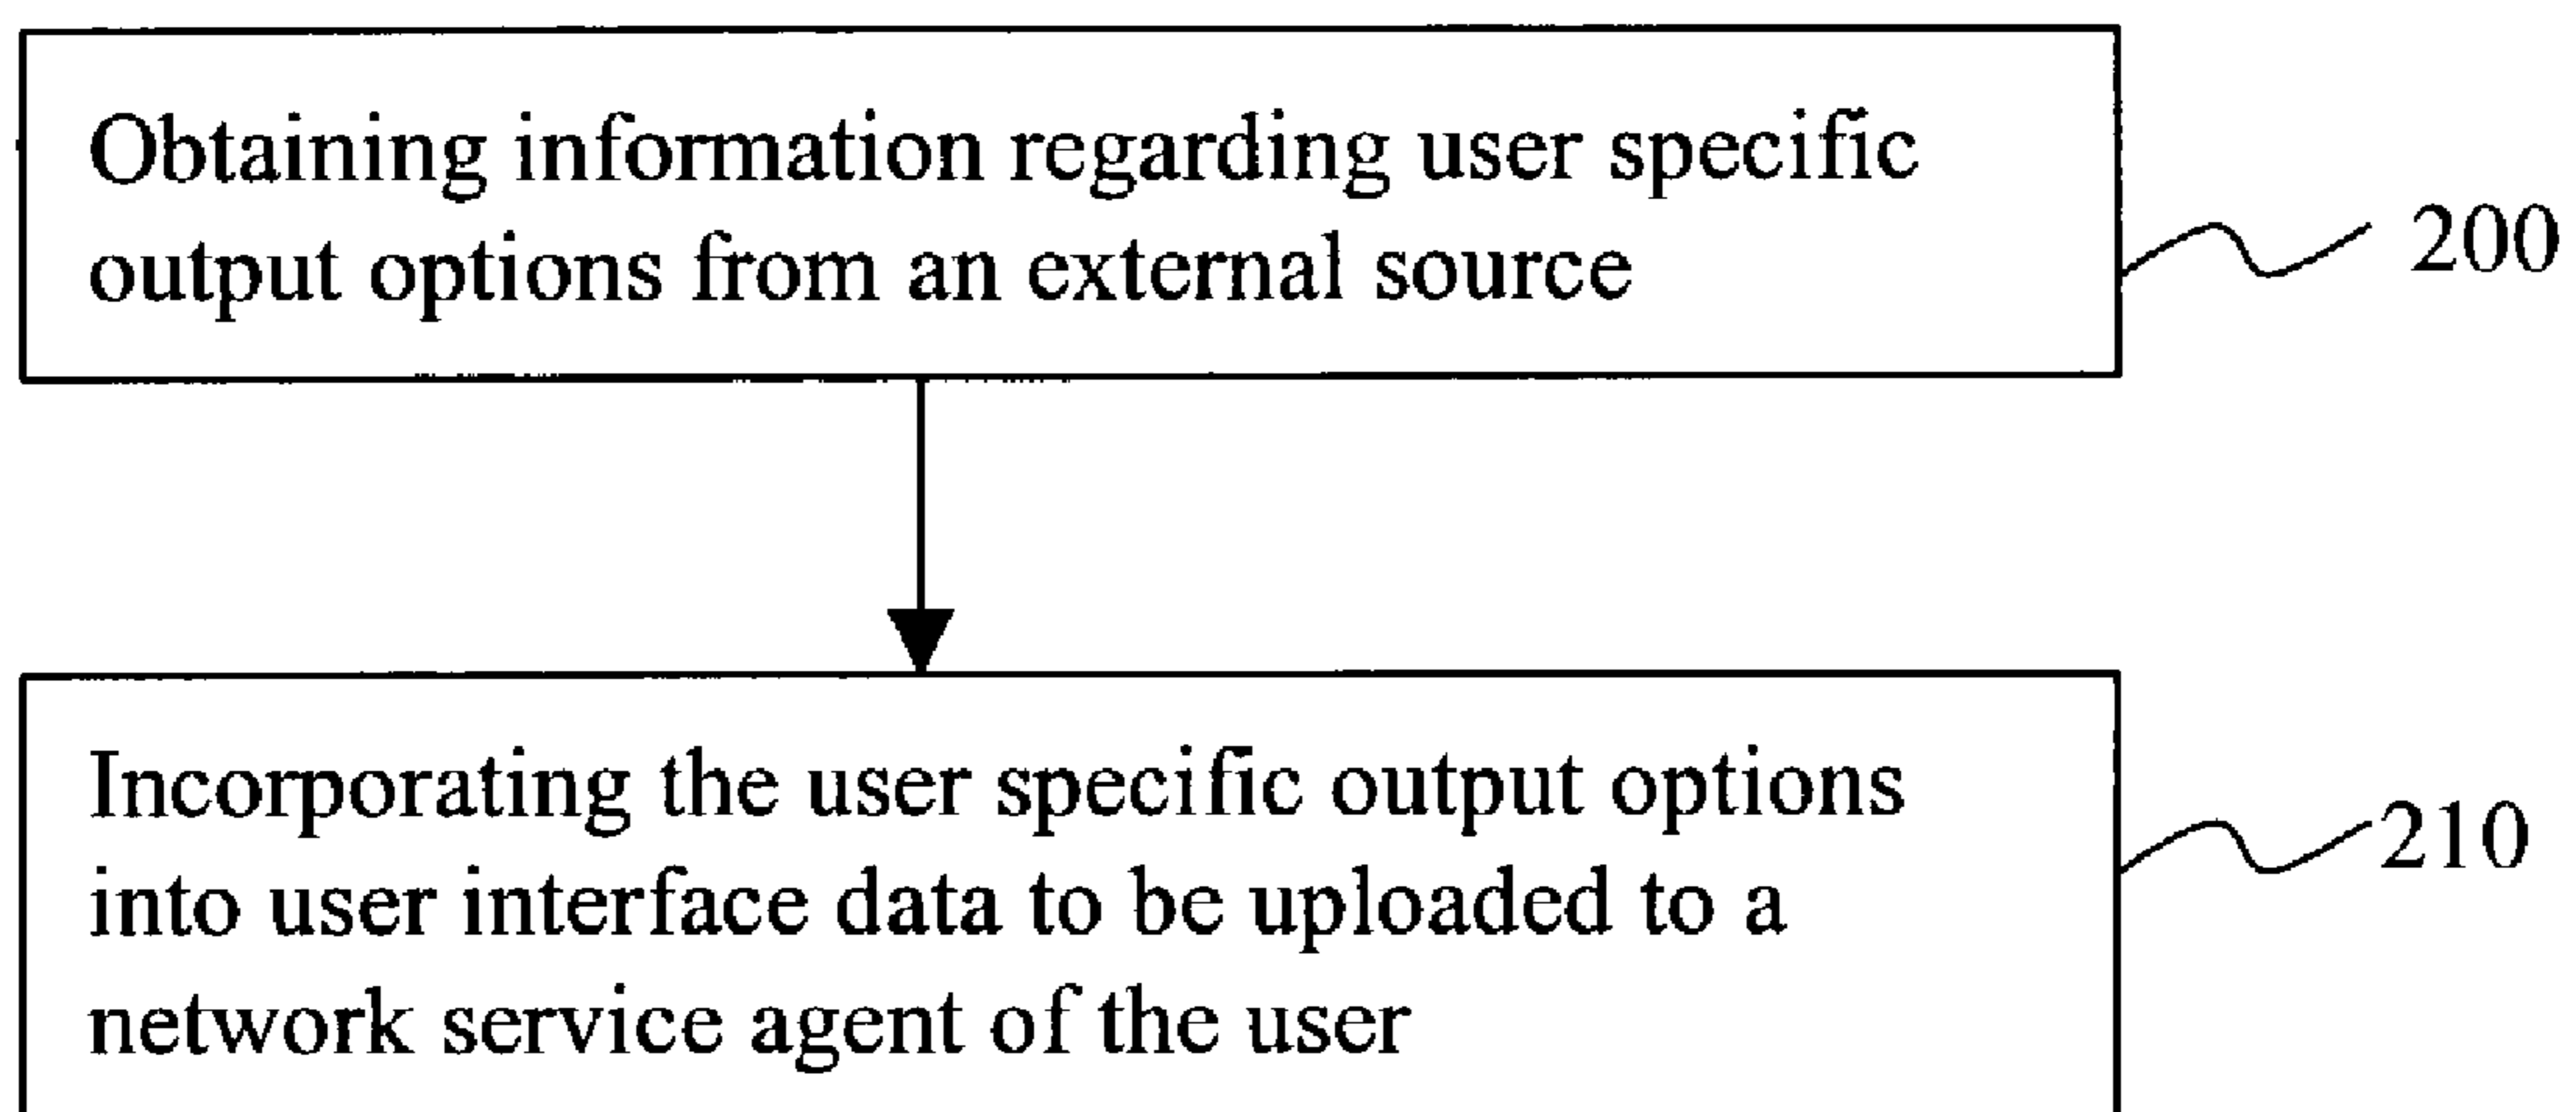 Obtaining information regarding user specific
output options from an external source
200
Incorporating the user specific output options
into user interface data to be uploaded to a
network service agent of the user
210